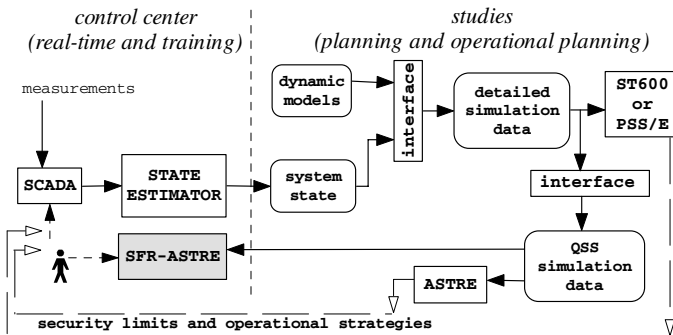 control center
(real-time and training)
studies
(planning and operational planning)
measurements
dynamic
models
interface
detailed
simulation
data
ST600
or
PSS/E
SCADA
STATE
ESTIMATOR
system
state
interface
SFR-ASTRE
QSS
simulation
data
ASTRE
security limits and operational strategies